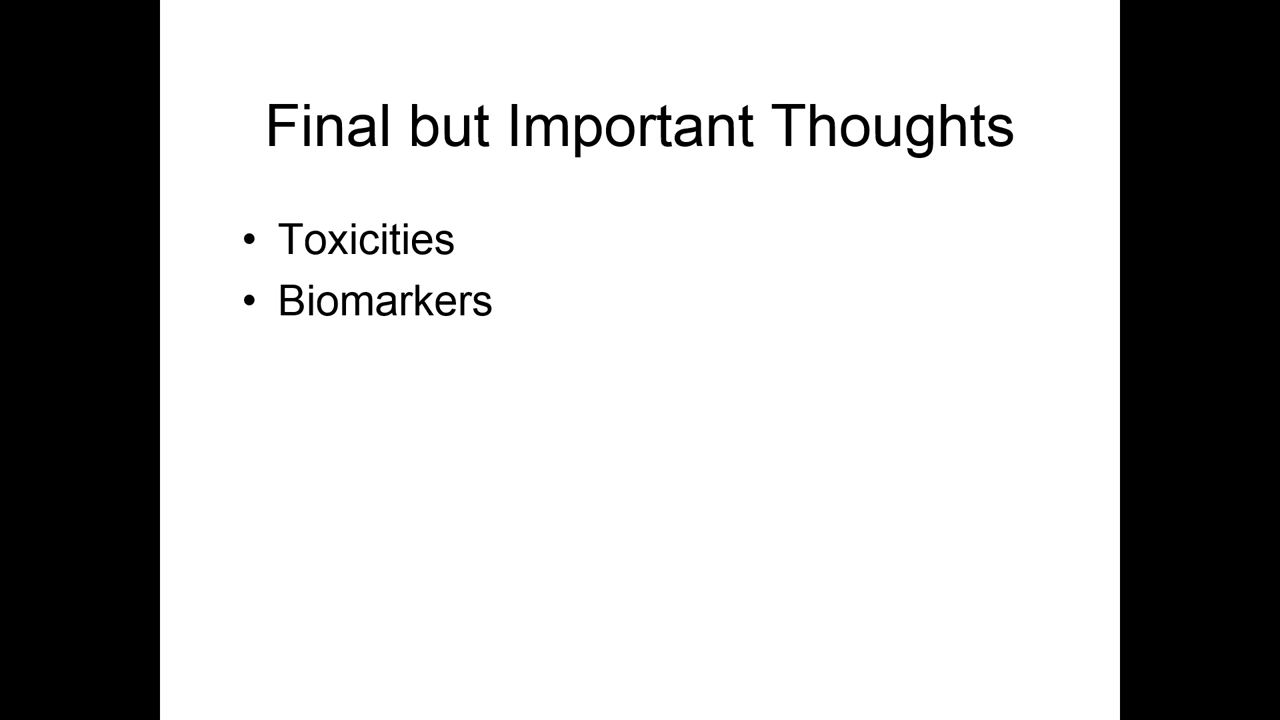 Final but Important Thoughts
• Toxicities
• Biomarkers